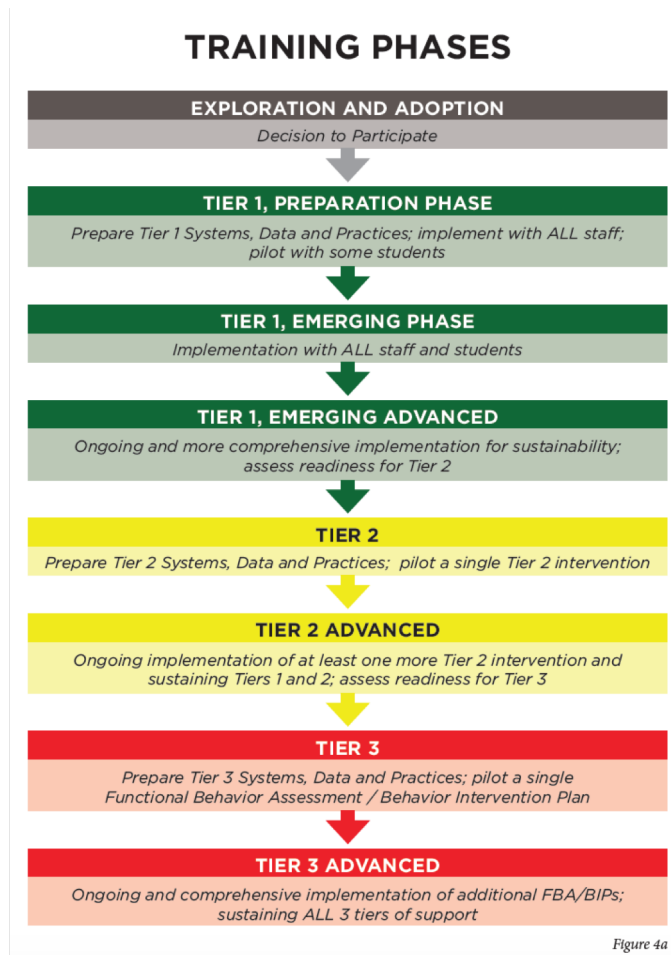 TRAINING PHASES
EXPLORATION AND ADOPTION
Decision to Participate
TIER 1, PREPARATION PHASE
Prepare Tier 1 Systems, Data and Practices; implement with ALL staff;
pilot with some students
TIER 1, EMERGING PHASE
Implementation with ALL staff and students
TIER 1, EMERGING ADVANCED
Ongoing and more comprehensive implementation for sustainability;
assess readiness for Tier 2
TIER 2
Prepare Tier 2 Systems, Data and Practices;  pilot a single Tier 2 intervention
TIER 2 ADVANCED
Ongoing implementation of at least one more Tier 2 intervention and
sustaining Tiers 1 and 2; assess readiness for Tier 3
TIER 3
Prepare Tier 3 Systems, Data and Practices; pilot a single
Functional Behavior Assessment / Behavior Intervention Plan
TIER 3 ADVANCED
Ongoing and comprehensive implementation of additional FBA/BIPs;
sustaining ALL 3 tiers of support
Figure 4a